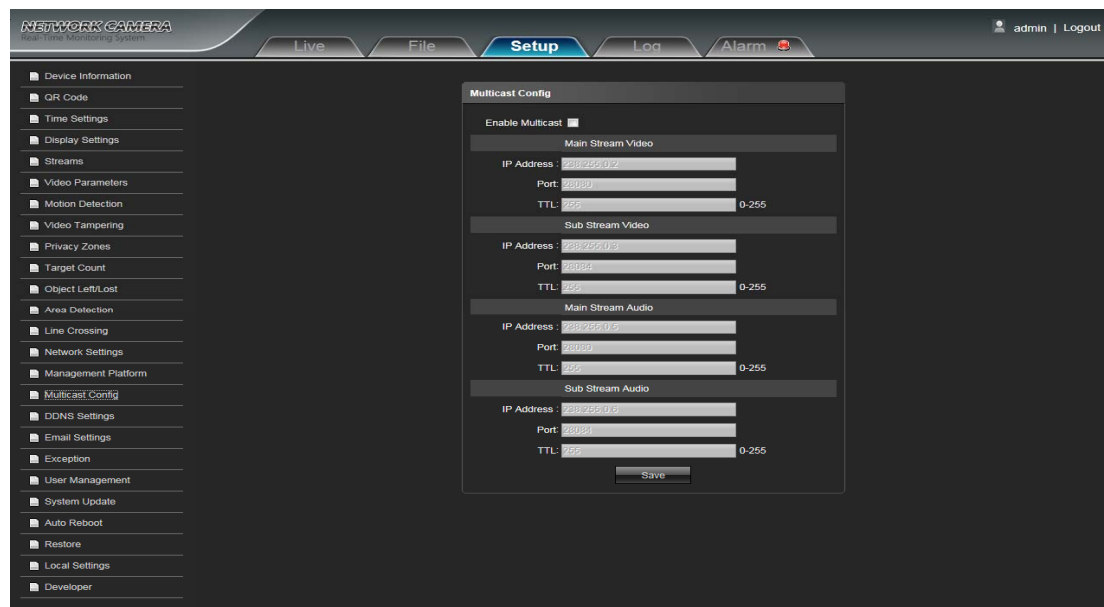 NETWORK CAMERA
Real-Time Monitoring System
Live File Setup Log Alarm
admin | Logout
Device Information
QR Code
Time Settings
Display Settings
Streams
Video Parameters
Motion Detection
Video Tampering
Privacy Zones
Target Count
Object Left/Lost
Area Detection
Line Crossing
Network Settings
Management Platform
Multicast Config
DDNS Settings
Email Settings
Exception
User Management
System Update
Auto Reboot
Restore
Local Settings
Developer
Multicast Config
Enable Multicast
Main Stream Video
IP Address : 238.255.0.2
Port: 28080
TTL: 255 0-255
Sub Stream Video
IP Address : 238.255.0.3
Port: 28084
TTL: 255 0-255
Main Stream Audio
IP Address : 238.255.0.5
Port: 28080
TTL: 255 0-255
Sub Stream Audio
IP Address : 238.255.0.6
Port: 28084
TTL: 255 0-255
Save